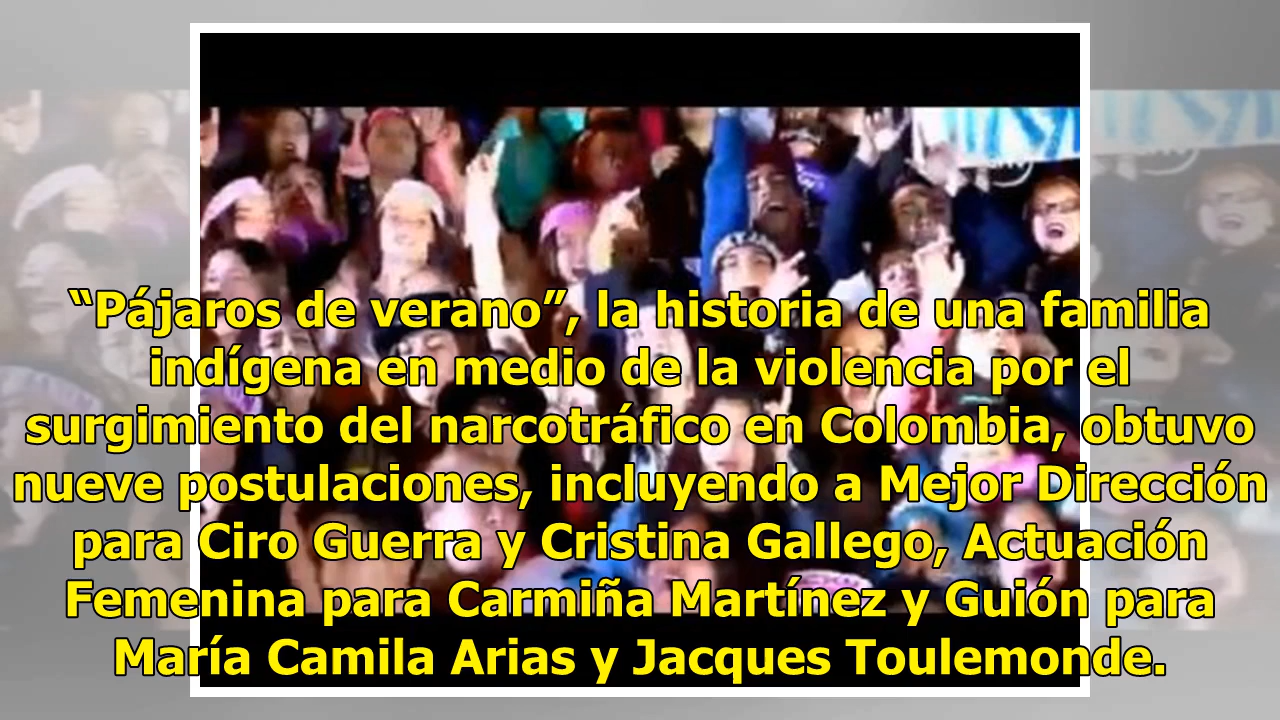 “Pájaros de verano”, la historia de una familia
indígena en medio de la violencia por el
surgimiento del narcotráfico en Colombia, obtuvo
nueve postulaciones, incluyendo a Mejor Dirección
para Ciro Guerra y Cristina Gallego, Actuación
Femenina para Carmiña Martínez y Guión para
María Camila Arias y Jacques Toulemonde.